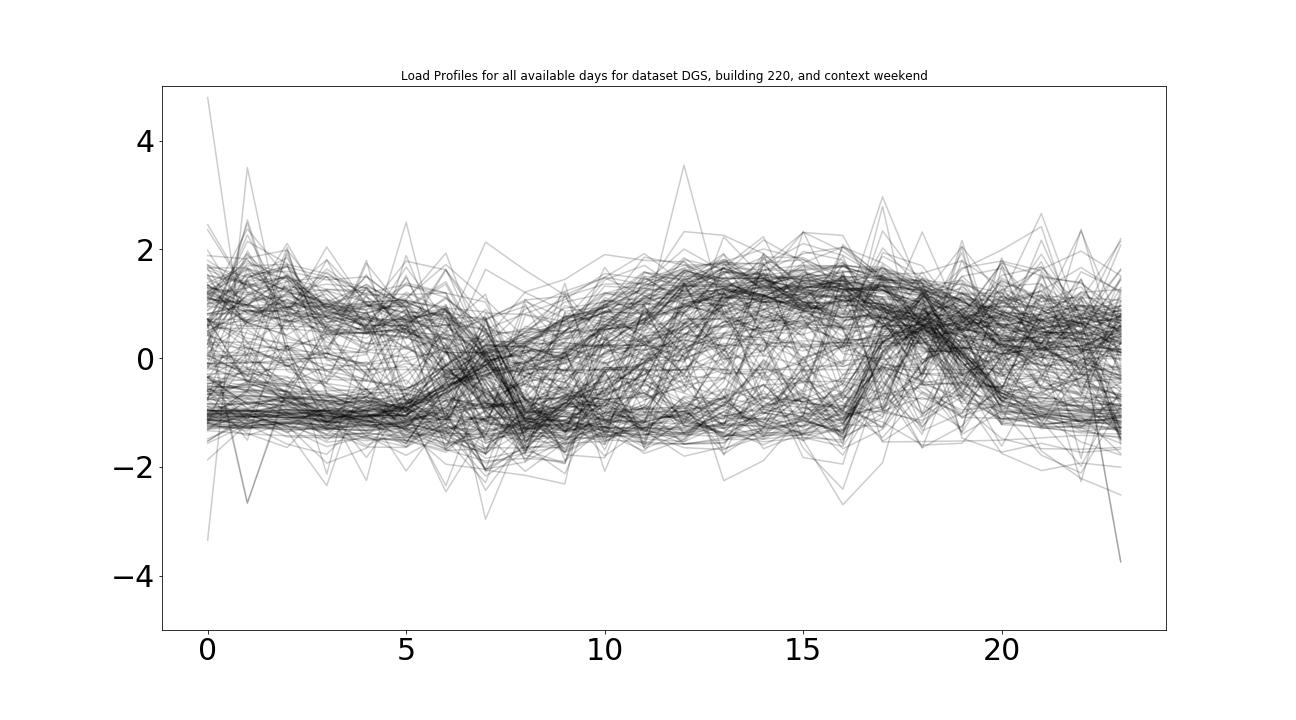 Load Profiles for all available days for dataset DGS, building 220, and context weekend
4
2
0
−2
−4
0 5 10 15 20